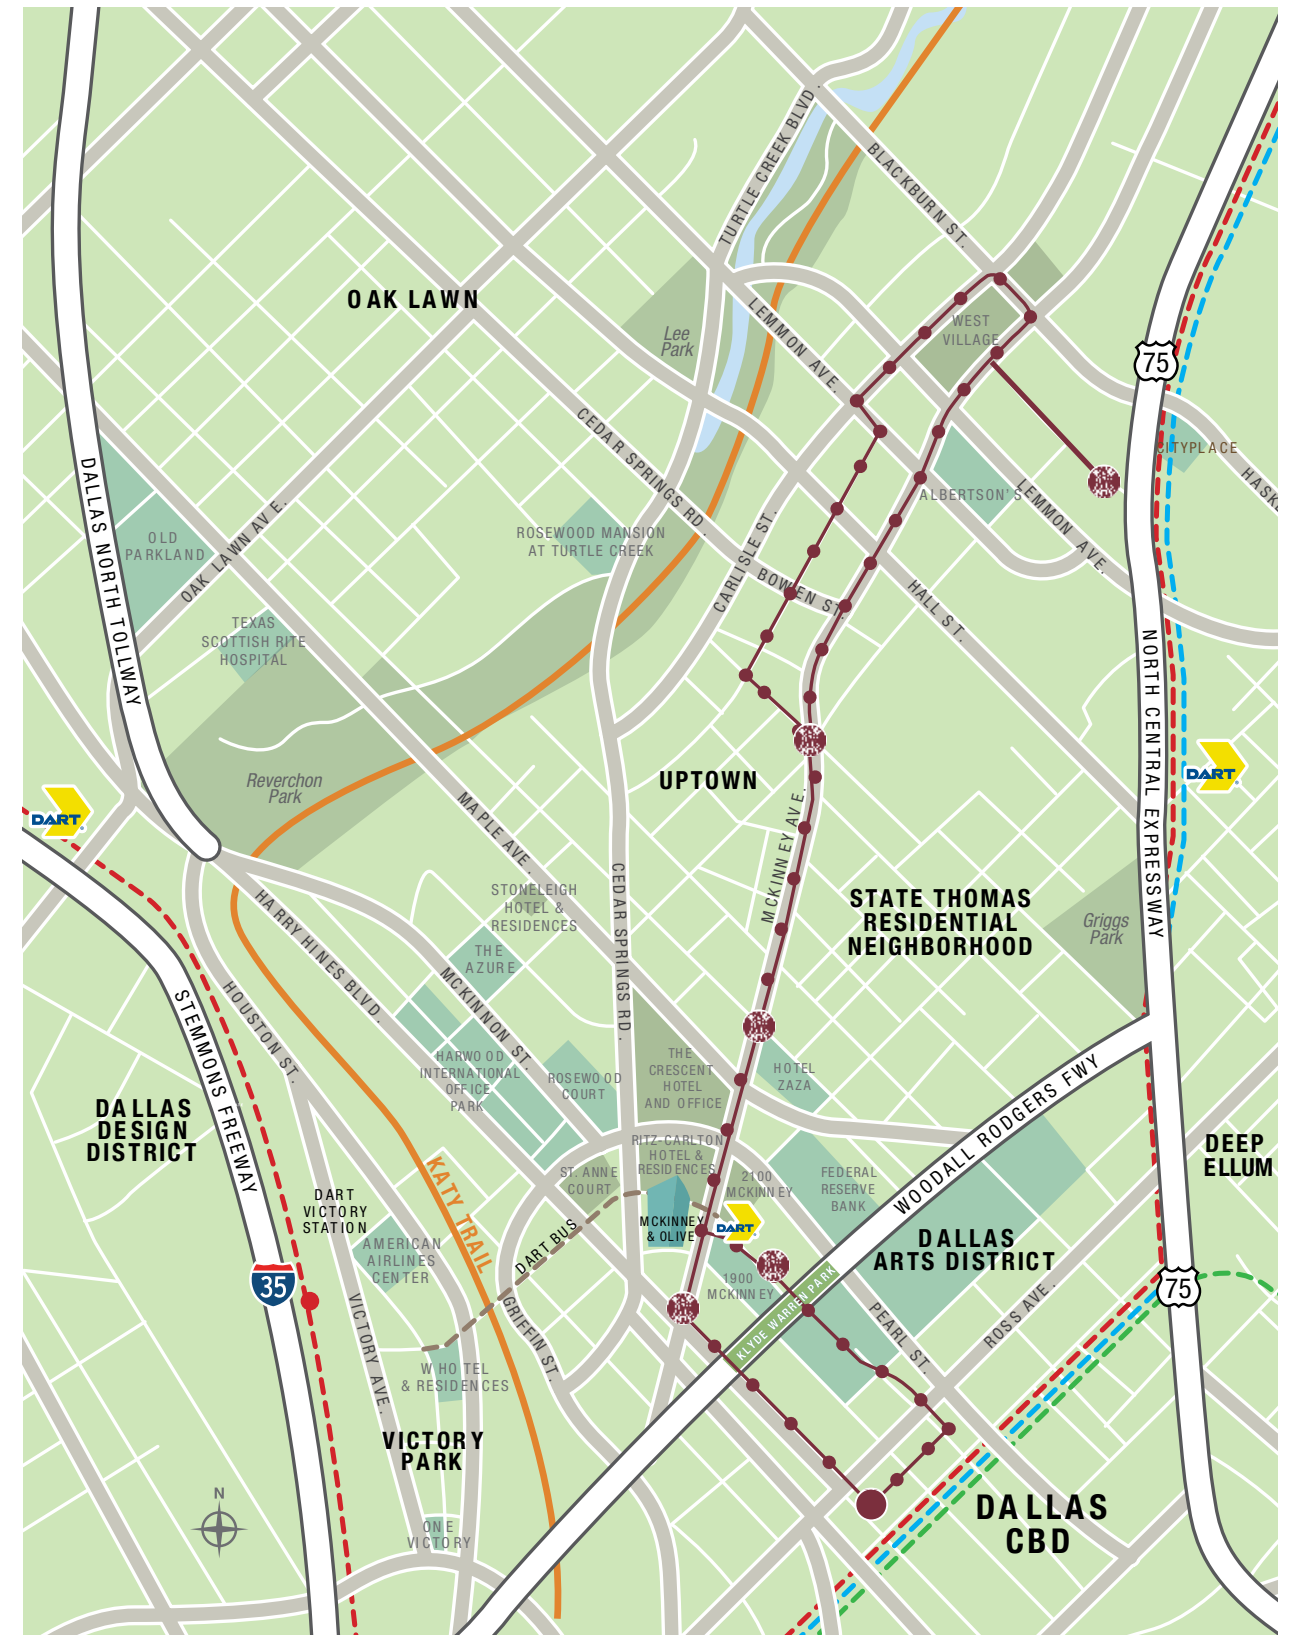 TURTLE CREEK BLVD.
BLACKBURN ST.
OAK LAWN
Lee
Park
LEMMON AVE.
WEST
VILLAGE
75
CEDAR SPRINGS RD.
CITYPLACE
DALLAS NORTH TOLLWAY
ALBERTSON'S
LEMMON AVE.
OLD
PARKLAND
OAK LAWN AVE.
ROSEWOOD MANSION
AT TURTLE CREEK
CARLISLE ST.
BOWEN ST.
HALL ST.
TEXAS
SCOTTISH RITE
HOSPITAL
NORTH CENTRAL EXPRESSWAY
Reverchon
Park
UPTOWN
DART
DART
MAPLE AVE.
MCKINNEY AVE.
STONELEIGH
HOTEL &
RESIDENCES
CEDAR SPRINGS RD.
STATE THOMAS
RESIDENTIAL
NEIGHBORHOOD
Griggs
Park
HARRY HINES BLVD.
THE
AZURE
MCKINNON ST.
HOUSTON ST.
STEMMONS FREEWAY
HARWOOD
INTERNATIONAL
OFFICE
PARK
ROSEWOOD
COURT
THE
CRESCENT
HOTEL
AND OFFICE
HOTEL
ZAZA
WOODALL RODGERS FWY
DALLAS
DESIGN
DISTRICT
RITZ-CARLTON
HOTEL &
RESIDENCES
DEEP
ELLUM
ST. ANNE
COURT
2100
MCKINNEY
FEDERAL
RESERVE
BANK
KATY TRAIL
DART
VICTORY
STATION
MCKINNEY
& OLIVE
DART
DART BUS
AMERICAN
AIRLINES
CENTER
DALLAS
ARTS DISTRICT
35
1900
MCKINNEY
75
KLYDE WARREN PARK
PEARL ST.
ROSS AVE.
VICTORY AVE.
GRIFFIN ST.
W HOTEL
& RESIDENCES
VICTORY
PARK
N
DALLAS
CBD
ONE
VICTORY